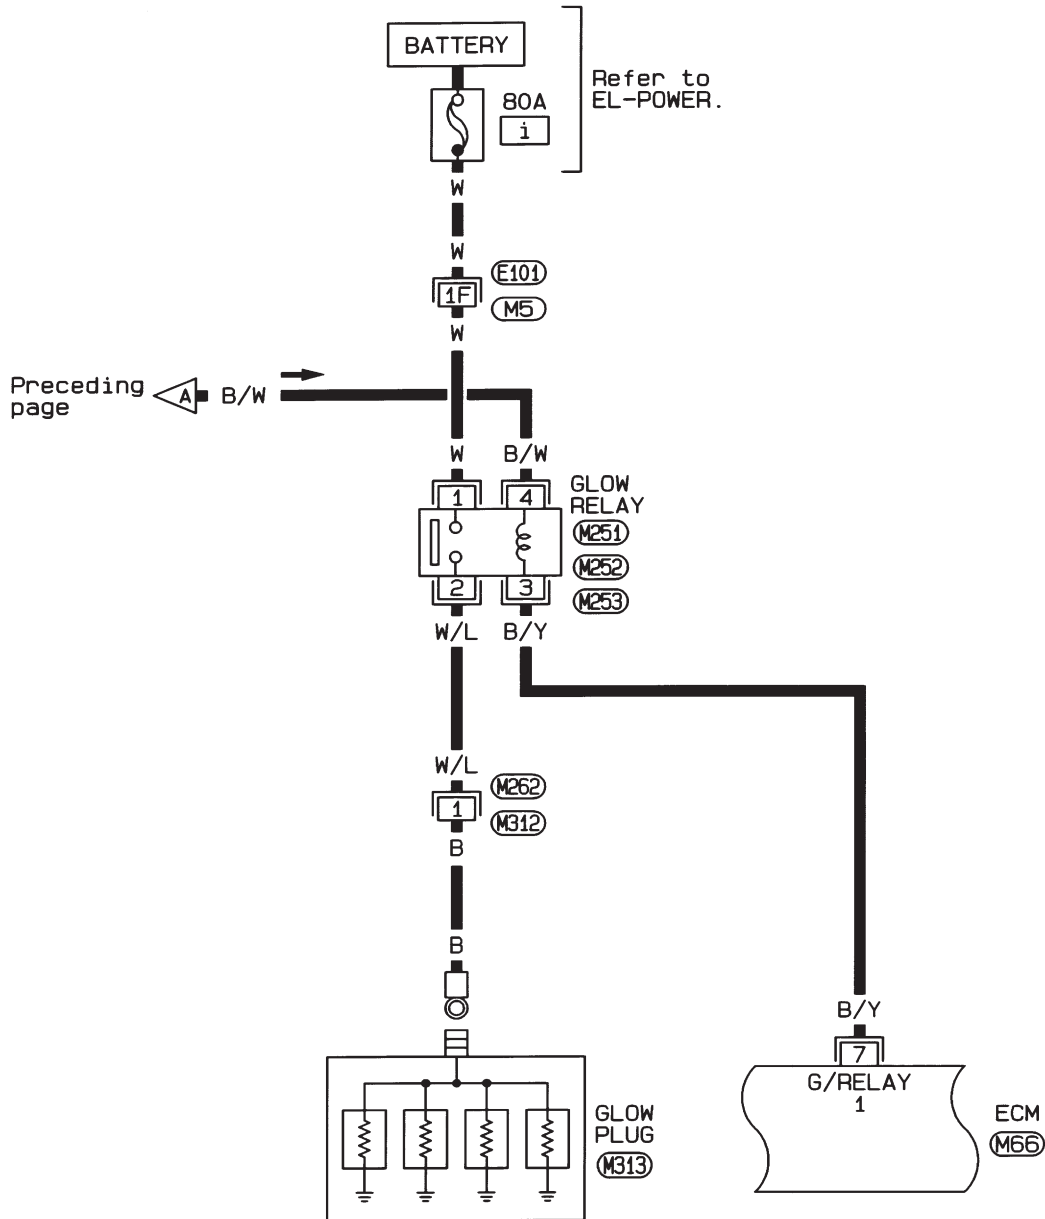 BATTERY
Refer to
EL-POWER.
80A
i
W
W
E101
1F
M5
W
Preceding
page
A
B/W
W
B/W
1
4
GLOW
RELAY
M251
M252
M253
2
3
W/L
B/Y
W/L
M262
1
M312
B
B
B/Y
7
G/RELAY
1
GLOW
PLUG
M313
ECM
M66